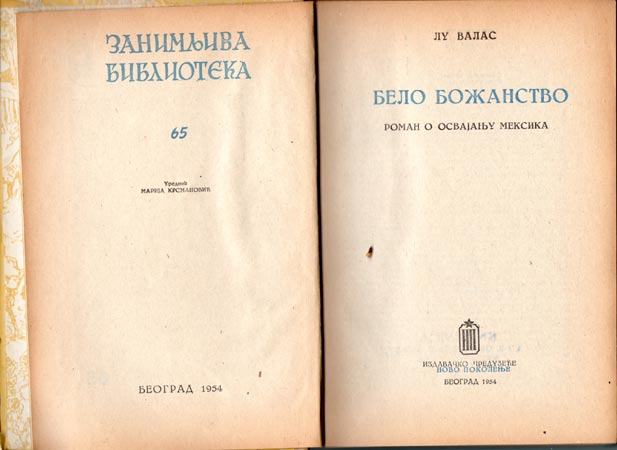 ЗАНИМЉИВА
БИБЛИОТЕКА
65
Уредник
МАРИЈА КРСМАНОВИЋ
БЕОГРАД 1954
ЛУ ВАЛАС
БЕЛО БОЖАНСТВО
РОМАН О ОСВАЈАЊУ МЕКСИКА
ИЗДАВАЧКО ПРЕДУЗЕЋЕ
НОВО ПОКОЛЕЊЕ
БЕОГРАД 1954